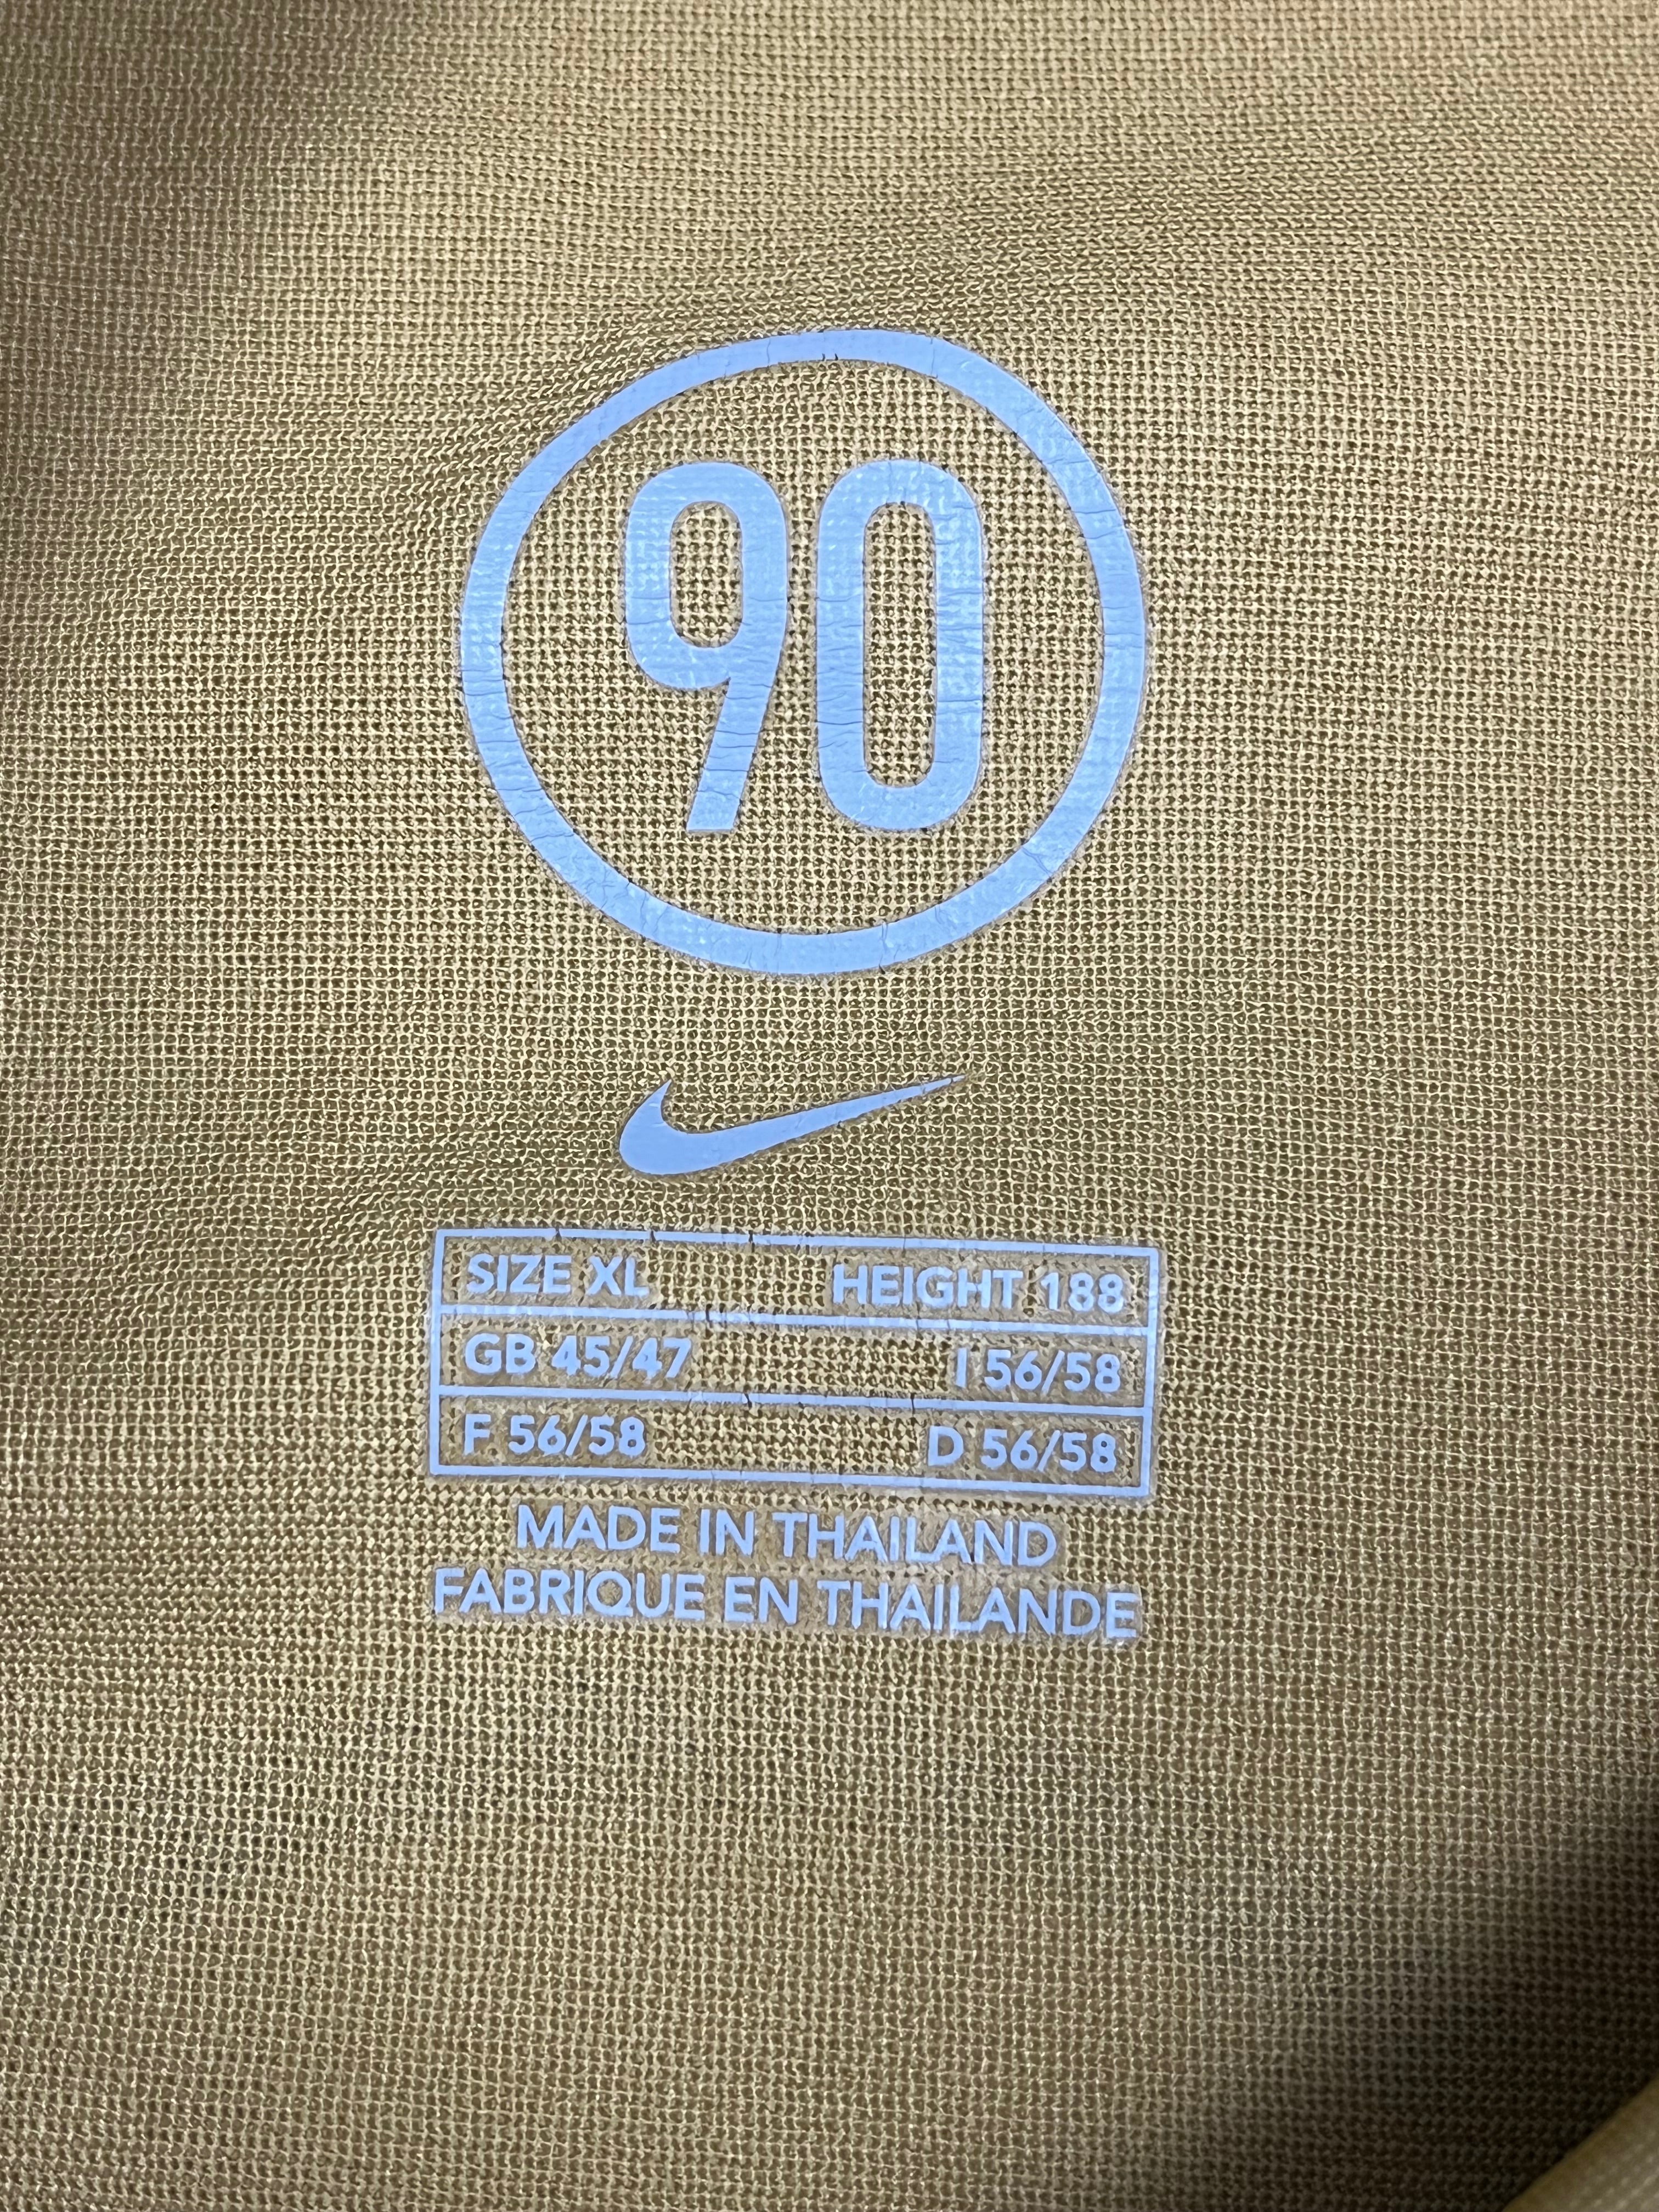 90
SIZE XL HEIGHT 188
GB 45/47 I 56/58
F 56/58 D 56/58
MADE IN THAILAND
FABRIQUE EN THAILANDE